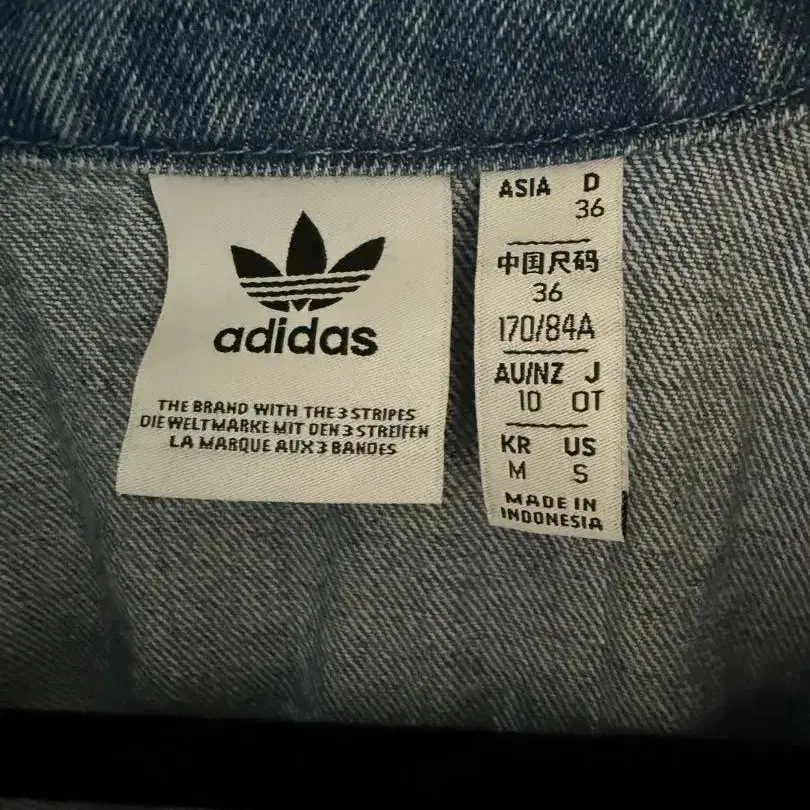 adidas
THE BRAND WITH THE 3 STRIPES
DIE WELTMARKE MIT DEN 3 STREIFEN
LA MARQUE AUX 3 BANDES
ASIA D
36
中国尺码
36
170/84A
AU/NZ J
10 OT
KR US
M S
MADE IN
INDONESIA